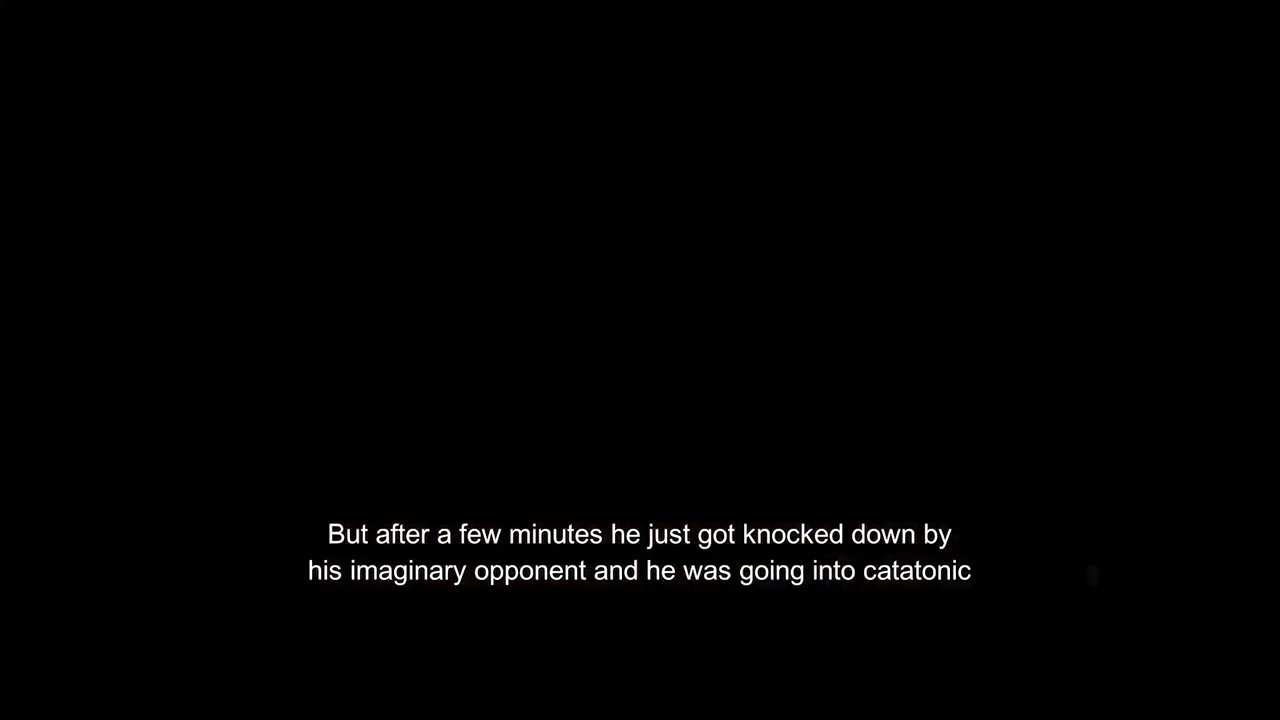 But after a few minutes he just got knocked down by
his imaginary opponent and he was going into catatonic